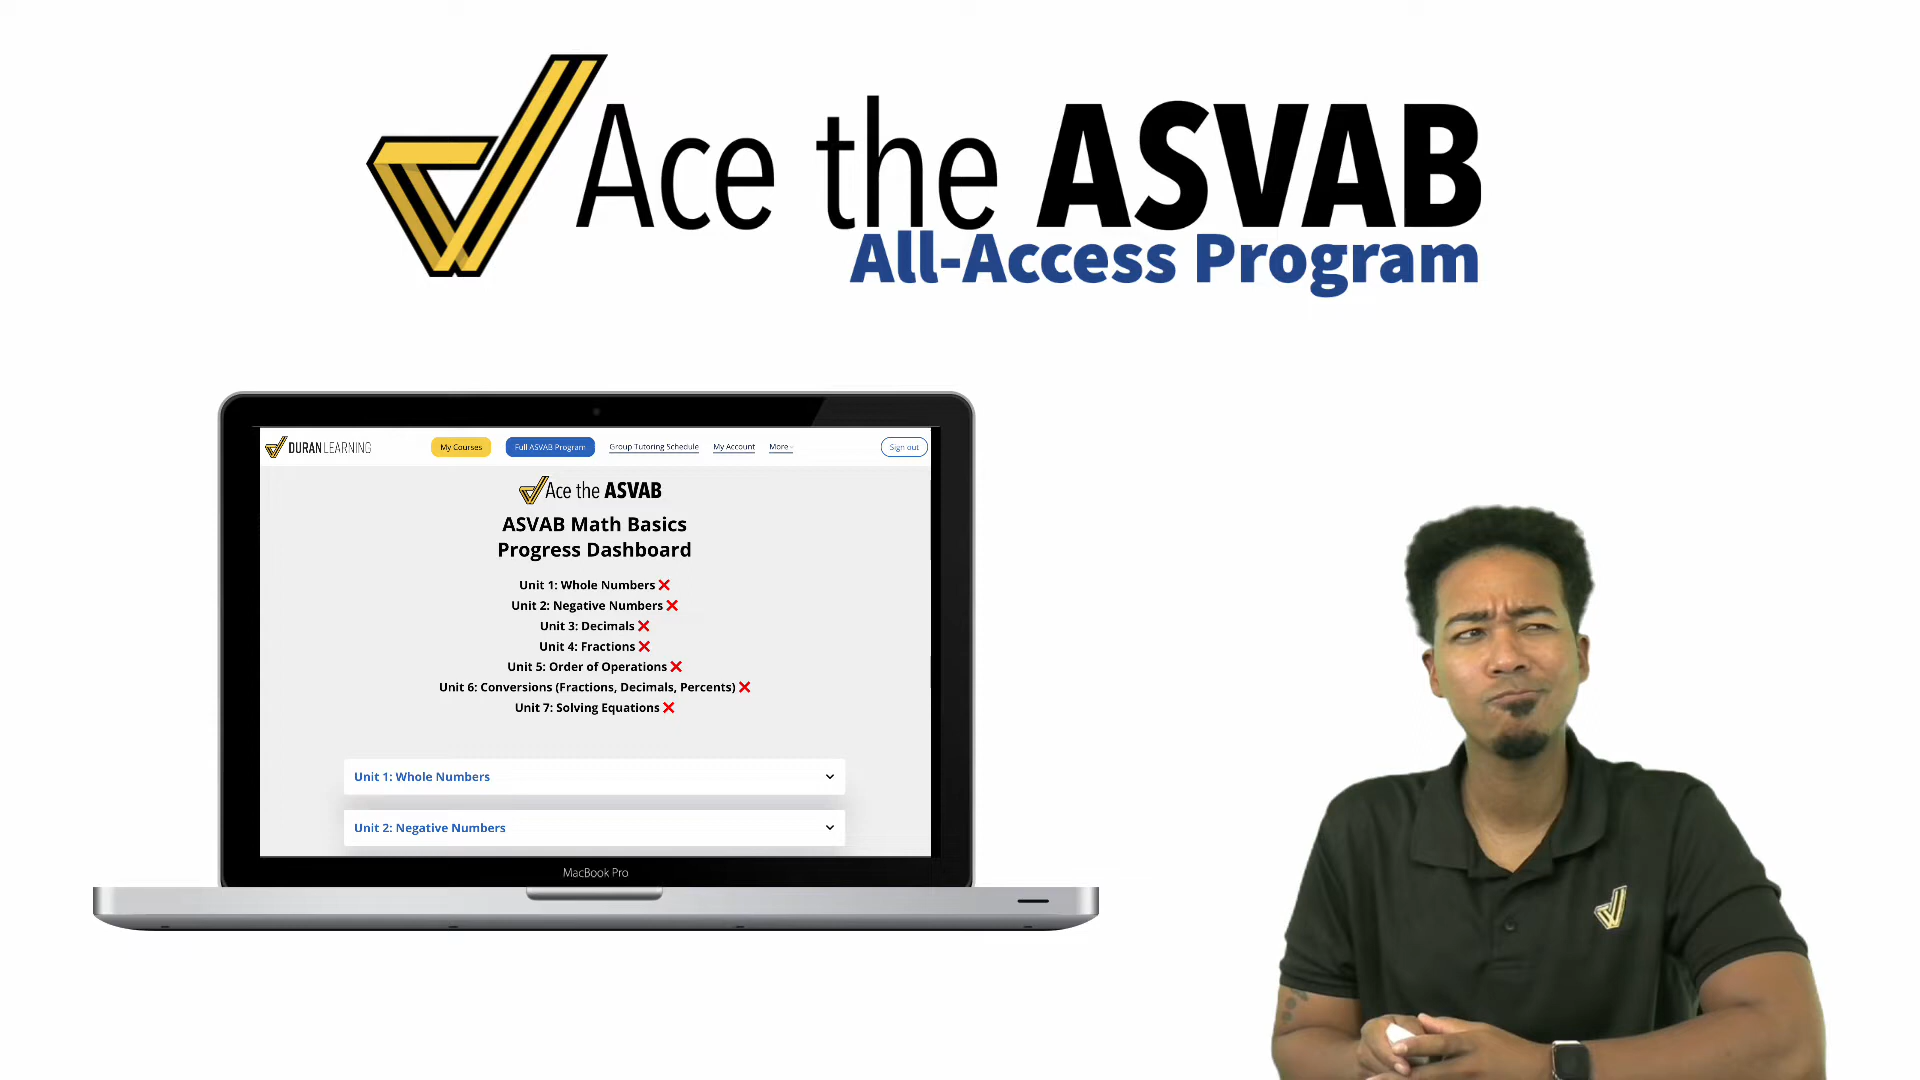 Ace the ASVAB
All-Access Program
DURAN LEARNING
My Courses
Full ASVAB Program
Group Tutoring Schedule
My Account
More
Sign out
Ace the ASVAB
ASVAB Math Basics
Progress Dashboard
Unit 1: Whole Numbers ❌
Unit 2: Negative Numbers ❌
Unit 3: Decimals ❌
Unit 4: Fractions ❌
Unit 5: Order of Operations ❌
Unit 6: Conversions (Fractions, Decimals, Percents) ❌
Unit 7: Solving Equations ❌
Unit 1: Whole Numbers
Unit 2: Negative Numbers
MacBook Pro